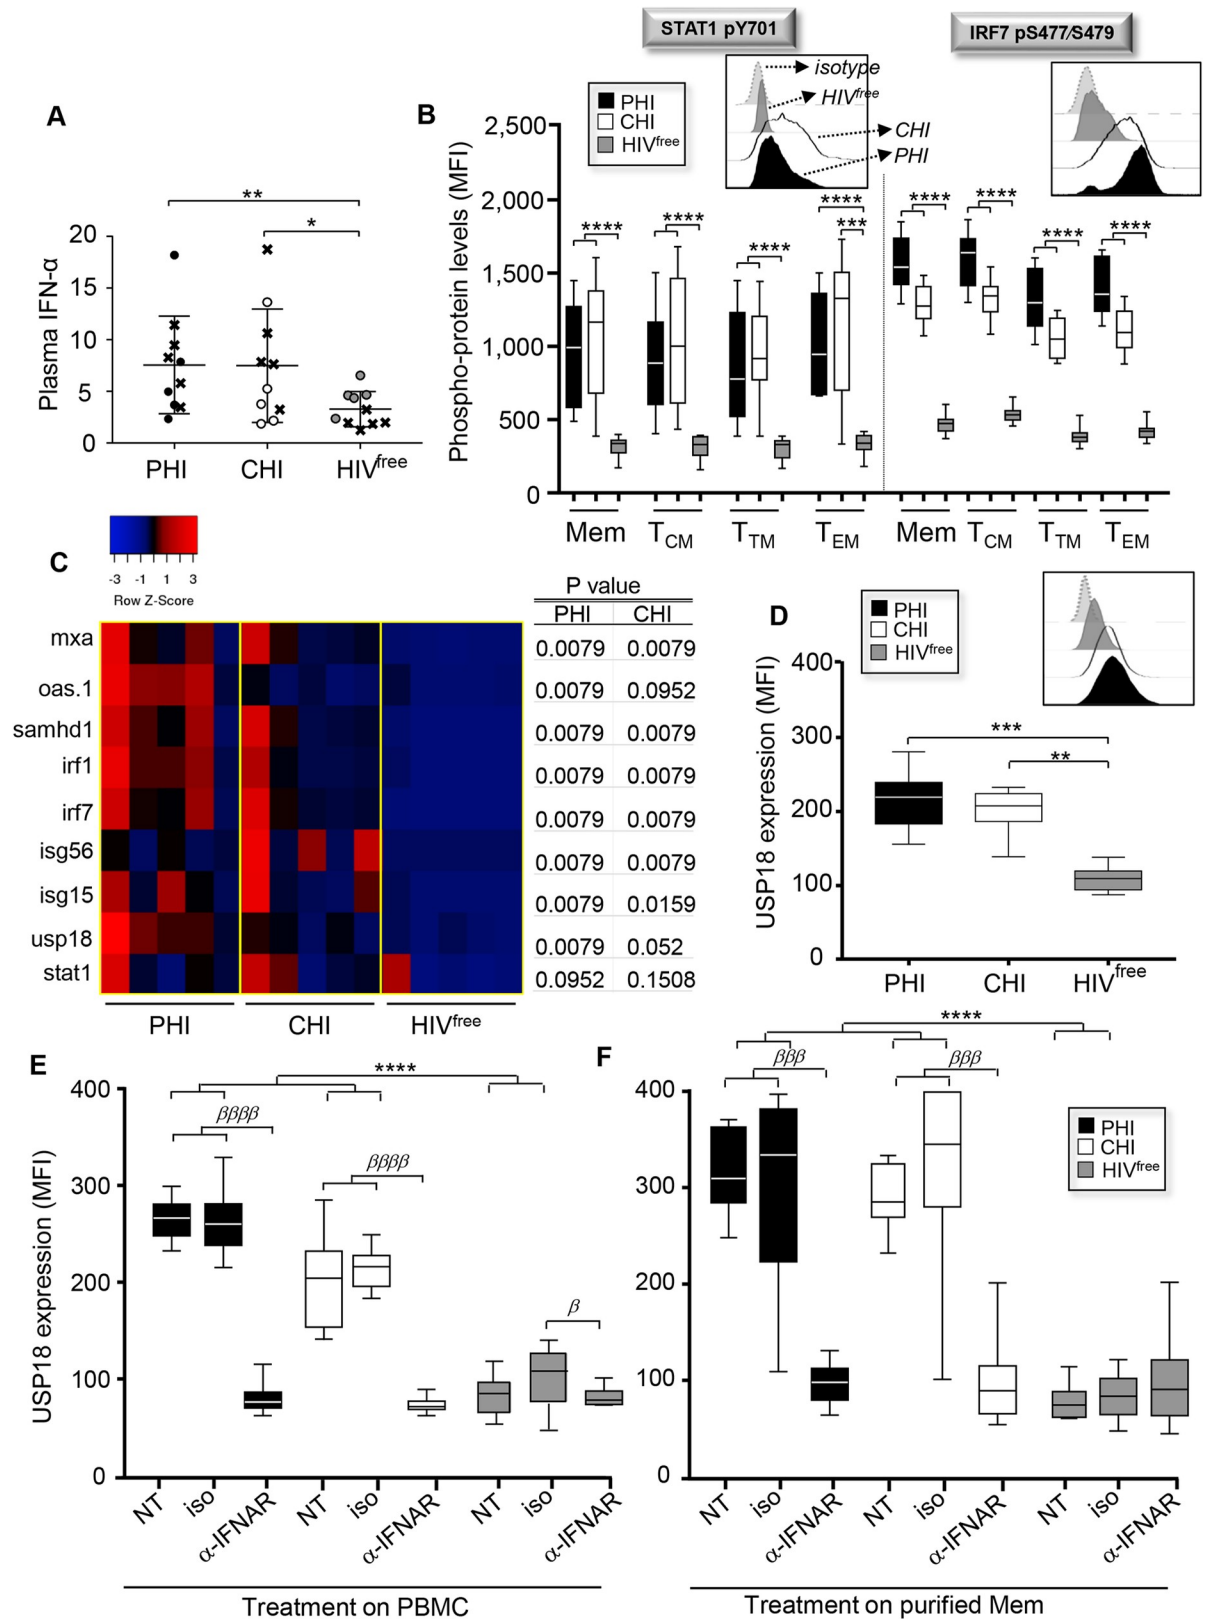 STAT1 pY701
IRF7 pS477/S479
A
**
*
20
15
10
5
0
Plasma IFN-α
PHI
CHI
HIVfree
B
PHI
CHI
HIVfree
isotype
HIVfree
CHI
PHI
2,500
2,000
1,500
1,000
500
0
Phospho-protein levels (MFI)
****
****
****
****
***
****
****
****
****
Mem
TCM
TTM
TEM
Mem
TCM
TTM
TEM
C
-3 -1 1 3
Row Z-Score
P value
PHI CHI
mxa 0.0079 0.0079
oas.1 0.0079 0.0952
samhd1 0.0079 0.0079
irf1 0.0079 0.0079
irf7 0.0079 0.0079
isg56 0.0079 0.0079
isg15 0.0079 0.0159
usp18 0.0079 0.052
stat1 0.0952 0.1508
PHI
CHI
HIVfree
D
PHI
CHI
HIVfree
400
300
200
100
0
USP18 expression (MFI)
***
**
PHI
CHI
HIVfree
E
****
ββββ
ββββ
β
400
300
200
100
0
USP18 expression (MFI)
NT
iso
α-IFNAR
NT
iso
α-IFNAR
NT
iso
α-IFNAR
Treatment on PBMC
F
****
βββ
βββ
PHI
CHI
HIVfree
400
300
200
100
0
NT
iso
α-IFNAR
NT
iso
α-IFNAR
NT
iso
α-IFNAR
Treatment on purified Mem